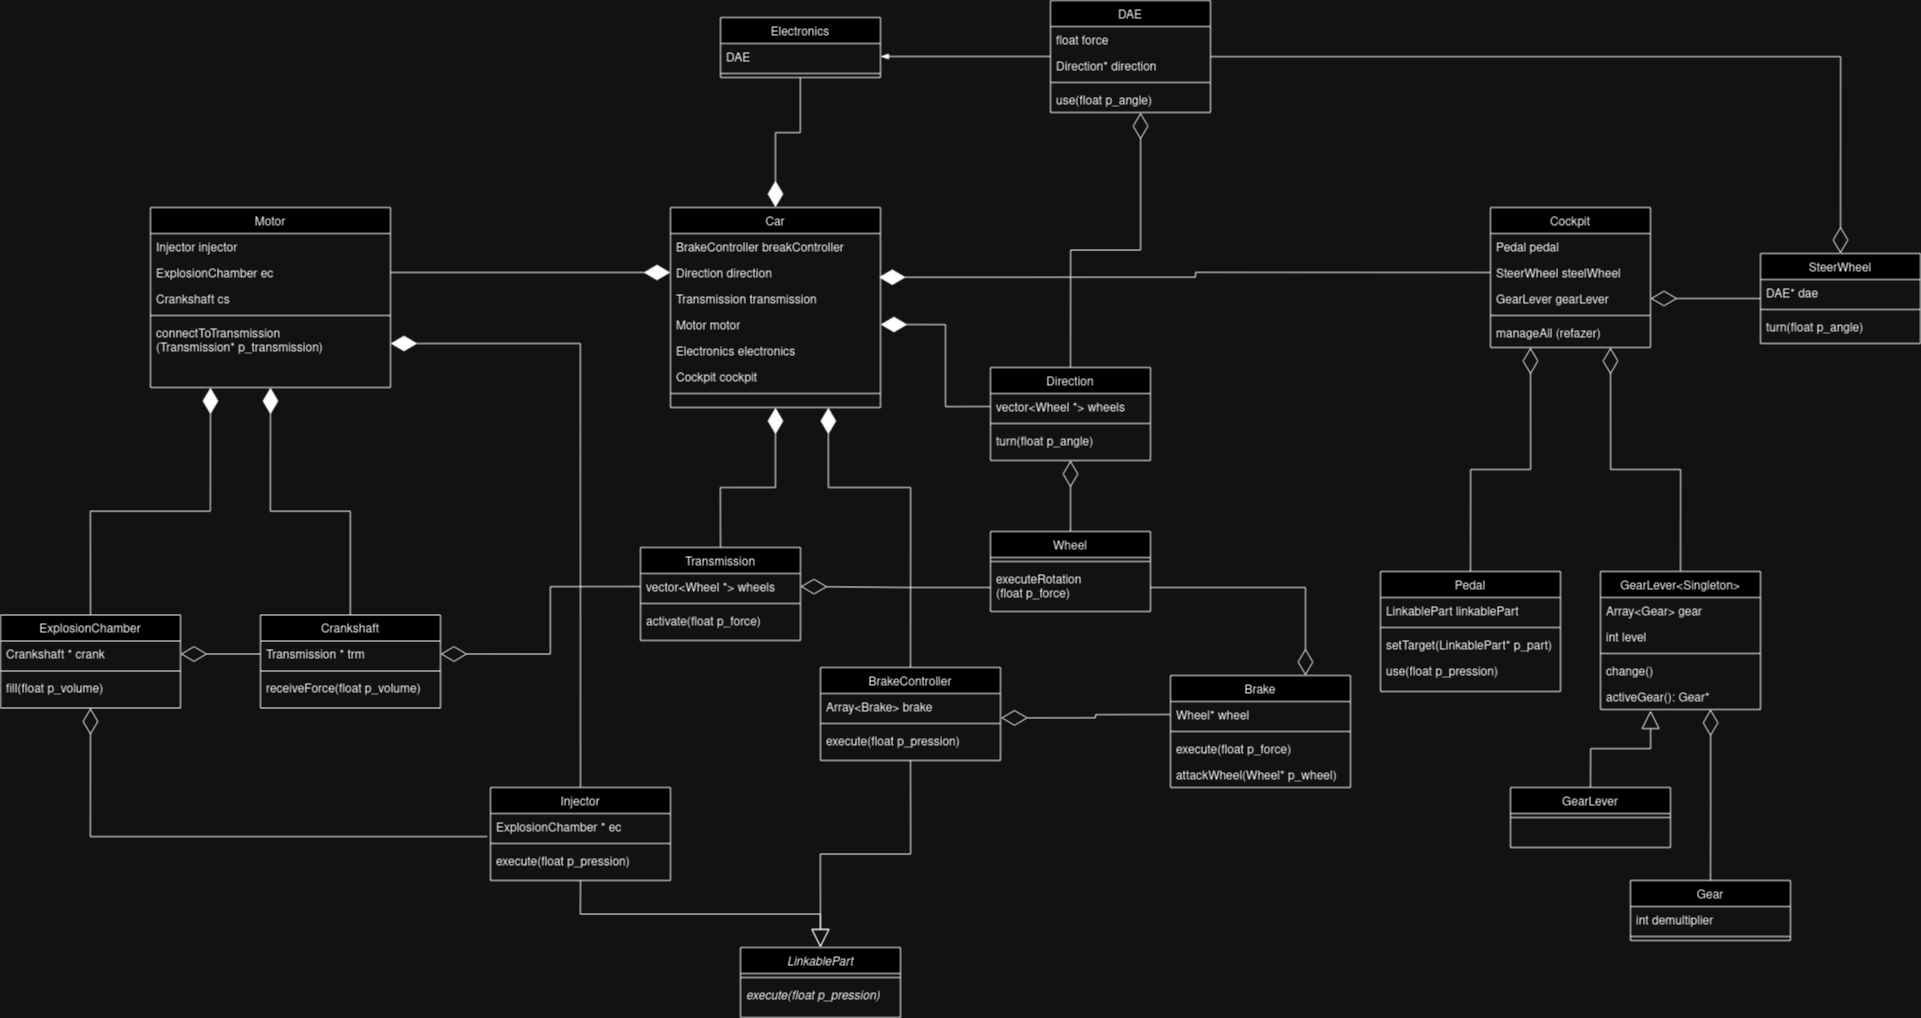 DAE
float force
Direction* direction
use(float p_angle)
Electronics
DAE
Motor
Injector injector
ExplosionChamber ec
Crankshaft cs
connectToTransmission
(Transmission* p_transmission)
Car
BrakeController breakController
Direction direction
Transmission transmission
Motor motor
Electronics electronics
Cockpit cockpit
Cockpit
Pedal pedal
SteerWheel steelWheel
GearLever gearLever
manageAll (refazer)
SteerWheel
DAE* dae
turn(float p_angle)
Direction
vector<Wheel *> wheels
turn(float p_angle)
Transmission
vector<Wheel *> wheels
activate(float p_force)
Wheel
executeRotation
(float p_force)
Pedal
LinkablePart linkablePart
setTarget(LinkablePart* p_part)
use(float p_pression)
GearLever<Singleton>
Array<Gear> gear
int level
change()
activeGear(): Gear*
ExplosionChamber
Crankshaft * crank
fill(float p_volume)
Crankshaft
Transmission * trm
receiveForce(float p_volume)
BrakeController
Array<Brake> brake
execute(float p_pression)
Brake
Wheel* wheel
execute(float p_force)
attackWheel(Wheel* p_wheel)
Injector
ExplosionChamber * ec
execute(float p_pression)
GearLever
Gear
int demultiplier
LinkablePart
execute(float p_pression)